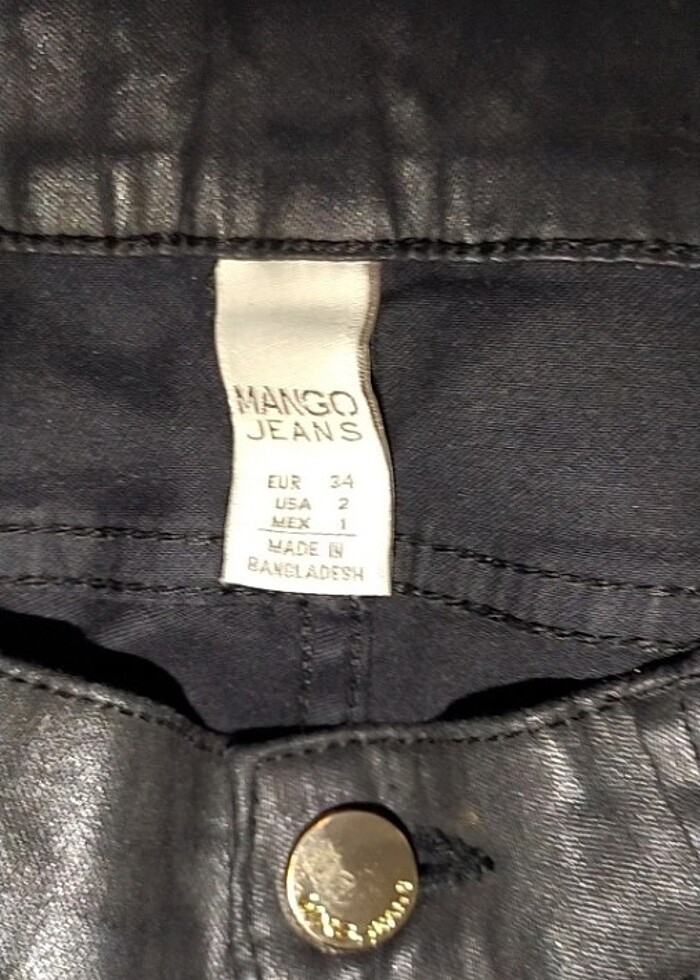 MANGO
JEANS
EUR 34
USA 2
MEX 1
MADE IN
BANGLADESH